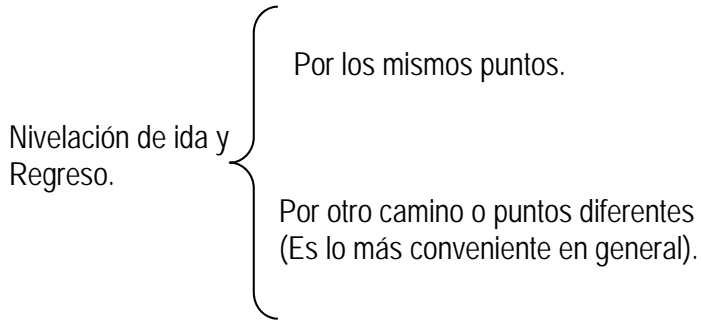 Nivelación de ida y
Regreso.
Por los mismos puntos.
Por otro camino o puntos diferentes
(Es lo más conveniente en general).